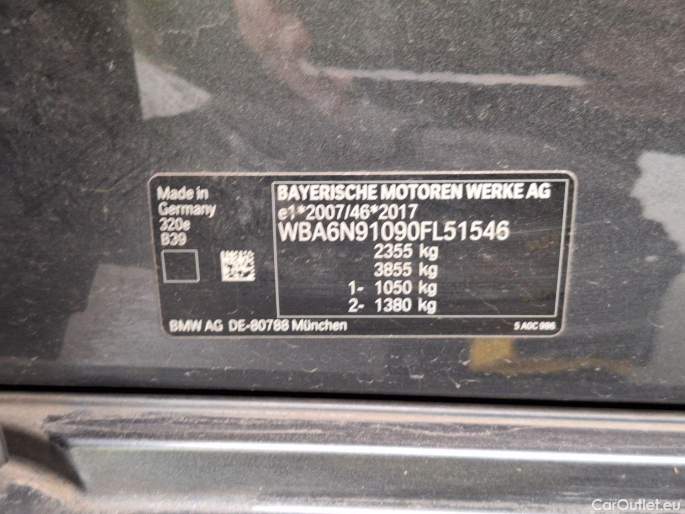 Made in
Germany
320e
B39
BAYERISCHE MOTOREN WERKE AG
e1*2007/46*2017
WBA6N91090FL51546
2355 kg
3855 kg
1- 1050 kg
2- 1380 kg
BMW AG DE-80788 München
5 A0C 986
CarOutlet.eu